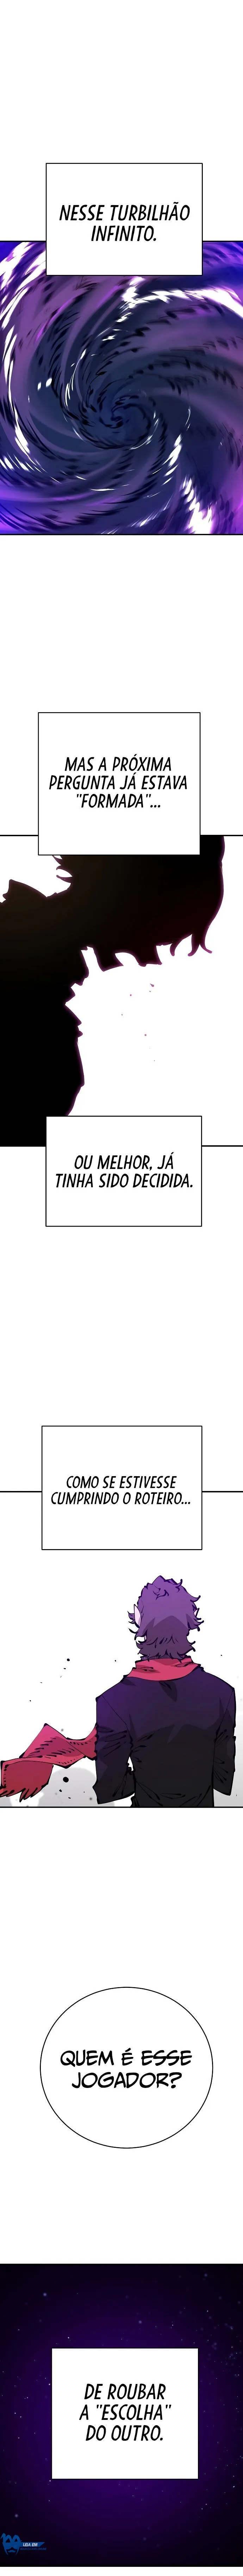 NESSE TURBILHÃO
INFINITO.
MAS A PRÓXIMA
PERGUNTA JÁ ESTAVA
"FORMADA"...
OU MELHOR, JÁ
TINHA SIDO DECIDIDA.
COMO SE ESTIVESSE
CUMPRINDO O ROTEIRO...
QUEM É ESSE
JOGADOR?
DE ROUBAR
A "ESCOLHA"
DO OUTRO.